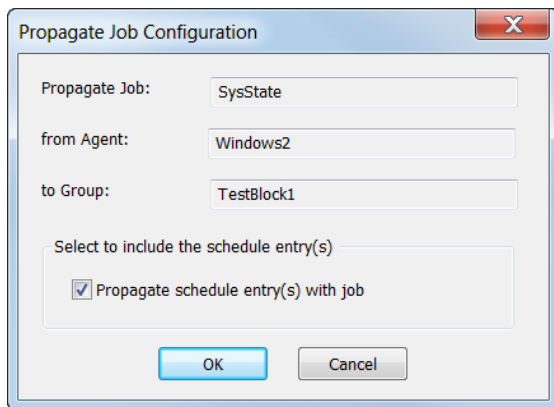 Propagate Job Configuration
Propagate Job: SysState
from Agent: Windows2
to Group: TestBlock1
Select to include the schedule entry(s)
Propagate schedule entry(s) with job
OK Cancel